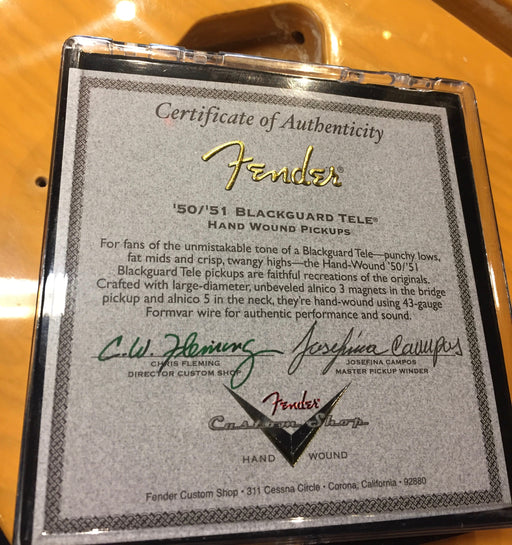 Certificate of Authenticity
Fender®
'50/'51 BLACKGUARD TELE®
HAND WOUND PICKUPS
For fans of the unmistakable tone of a Blackguard Tele—punchy lows,
fat mids and crisp, twangy highs—the Hand-Wound '50/'51
Blackguard Tele pickups are faithful recreations of the originals.
Crafted with large-diameter, unbeveled alnico 3 magnets in the bridge
pickup and alnico 5 in the neck, they're hand-wound using 43-gauge
Formvar wire for authentic performance and sound.
C.W. Fleming Josefina Campos
CHRIS FLEMING JOSEFINA CAMPOS
DIRECTOR CUSTOM SHOP MASTER PICKUP WINDER
Fender
Custom Shop
HAND WOUND
Fender Custom Shop • 311 Cessna Circle • Corona, California • 92880